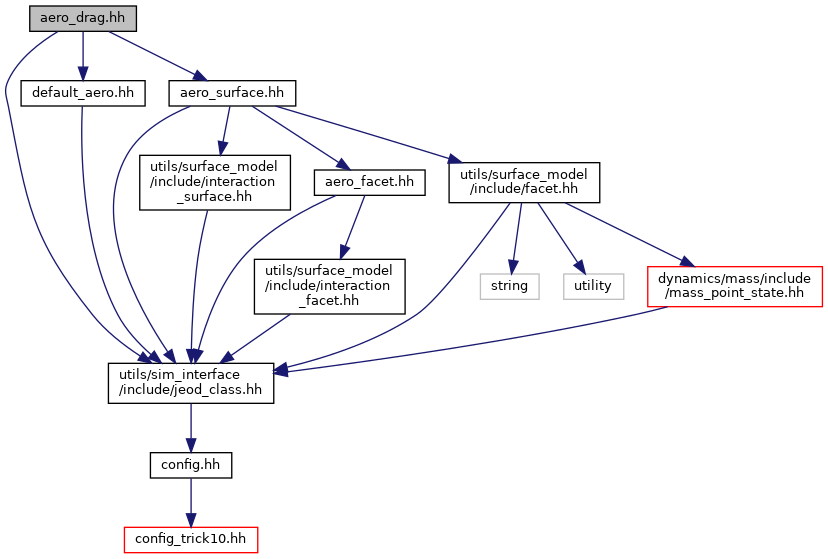 aero_drag.hh
default_aero.hh
aero_surface.hh
utils/surface_model
/include/interaction
_surface.hh
aero_facet.hh
utils/surface_model
/include/facet.hh
utils/surface_model
/include/interaction
_facet.hh
string
utility
dynamics/mass/include
/mass_point_state.hh
utils/sim_interface
/include/jeod_class.hh
config.hh
config_trick10.hh